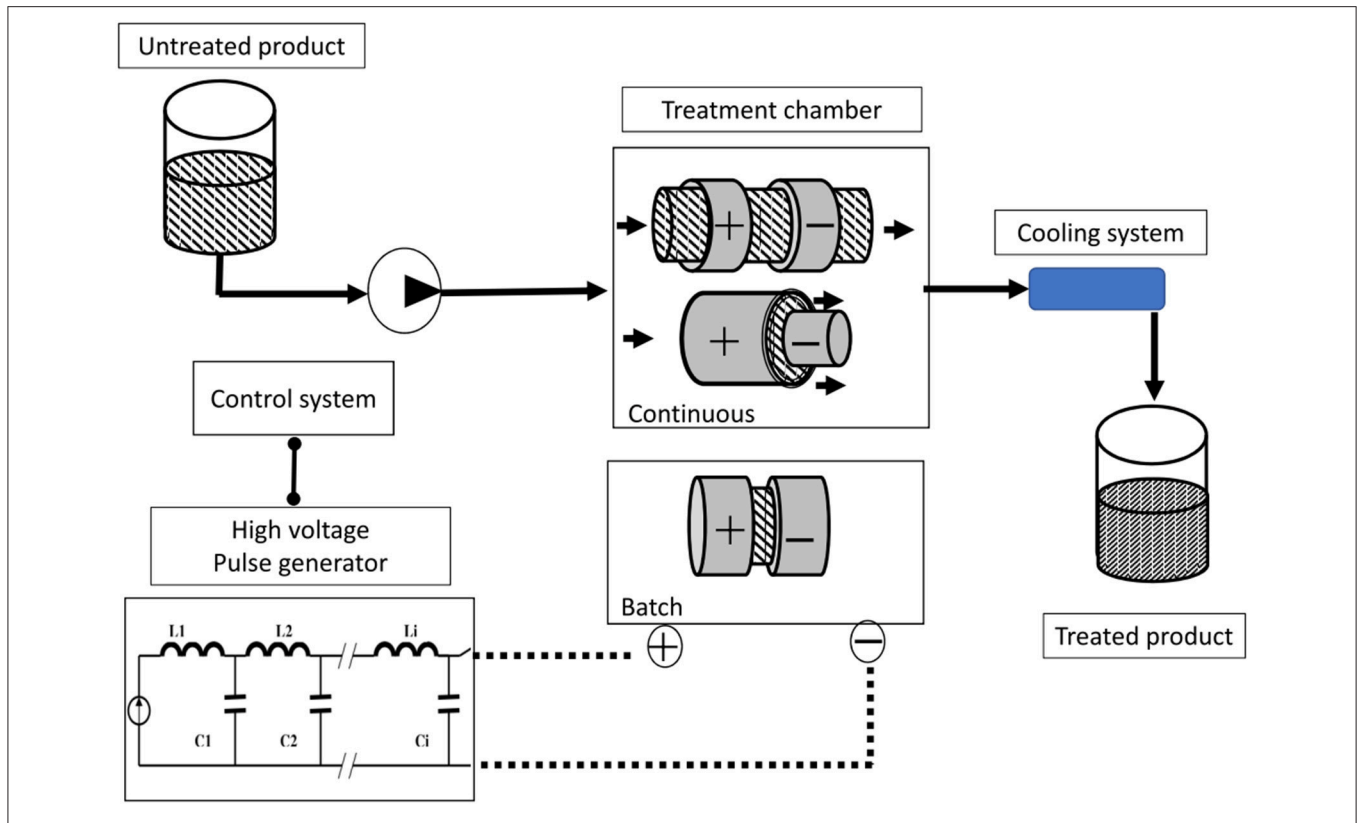 Untreated product
Treatment chamber
+
−
+
−
Continuous
Cooling system
Control system
High voltage
Pulse generator
+
−
Batch
+
−
Treated product
L1
L2
Li
C1
C2
Ci